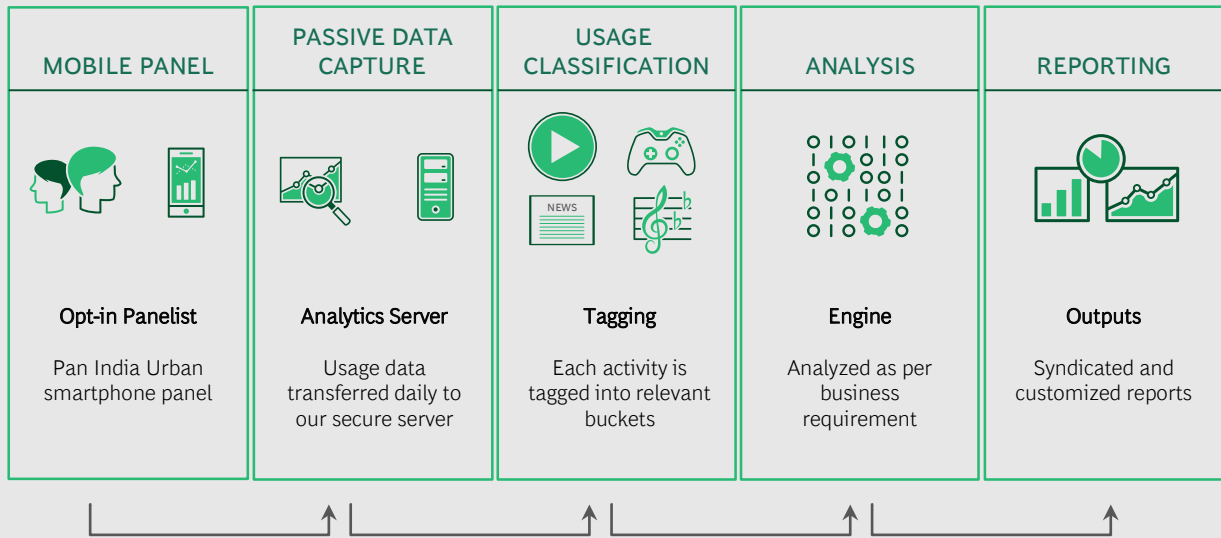 MOBILE PANEL
Opt-in Panelist
Pan India Urban
smartphone panel
PASSIVE DATA
CAPTURE
Analytics Server
Usage data
transferred daily to
our secure server
USAGE
CLASSIFICATION
NEWS
Tagging
Each activity is
tagged into relevant
buckets
ANALYSIS
Engine
Analyzed as per
business
requirement
REPORTING
Outputs
Syndicated and
customized reports